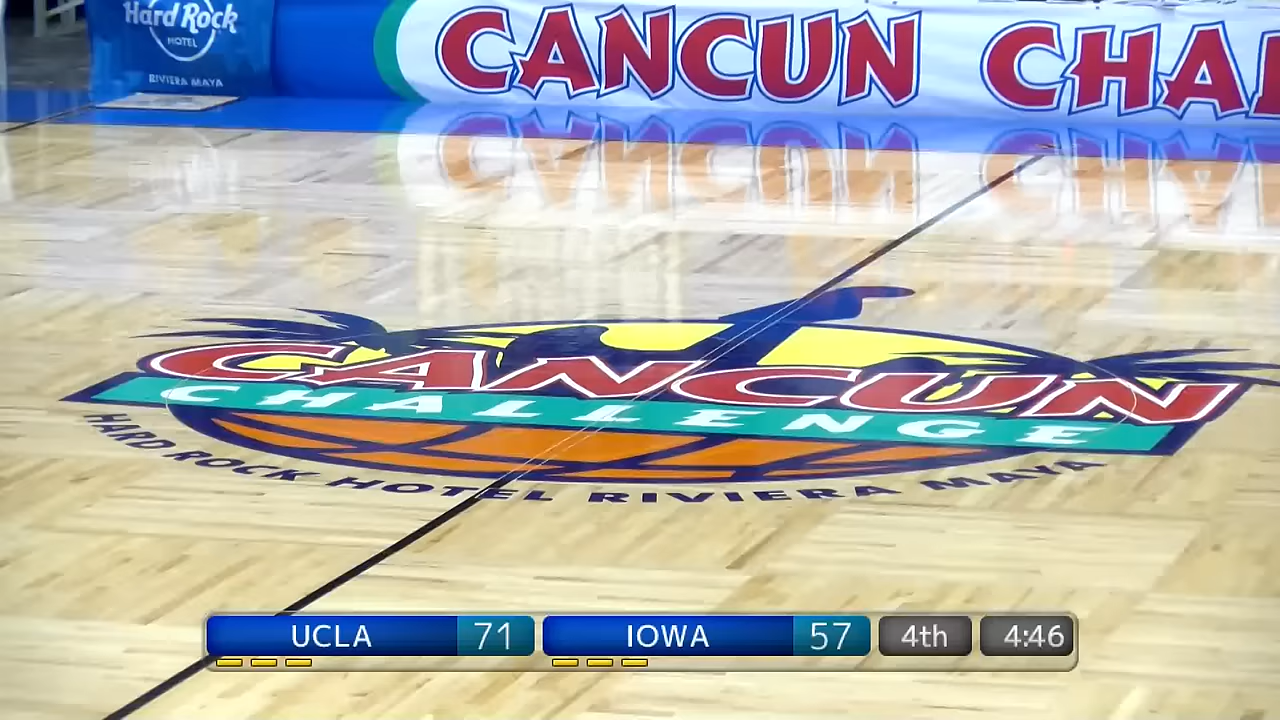 Hard Rock
HOTEL
RIVIERA MAYA
CANCUN CHA
CANCUN
CHALLENGE
HARD ROCK HOTEL RIVIERA MAYA
UCLA 71 IOWA 57 4th 4:46